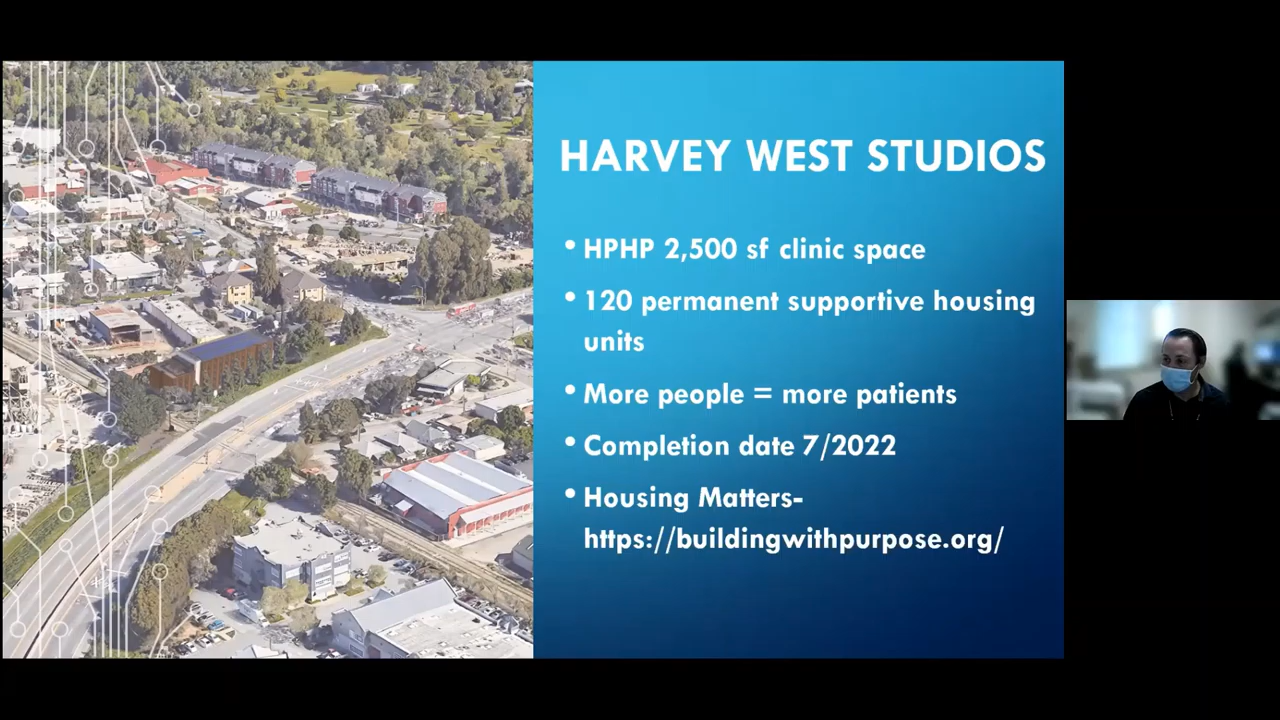 HARVEY WEST STUDIOS
• HPHP 2,500 sf clinic space
• 120 permanent supportive housing
units
• More people = more patients
• Completion date 7/2022
• Housing Matters-
https://buildingwithpurpose.org/